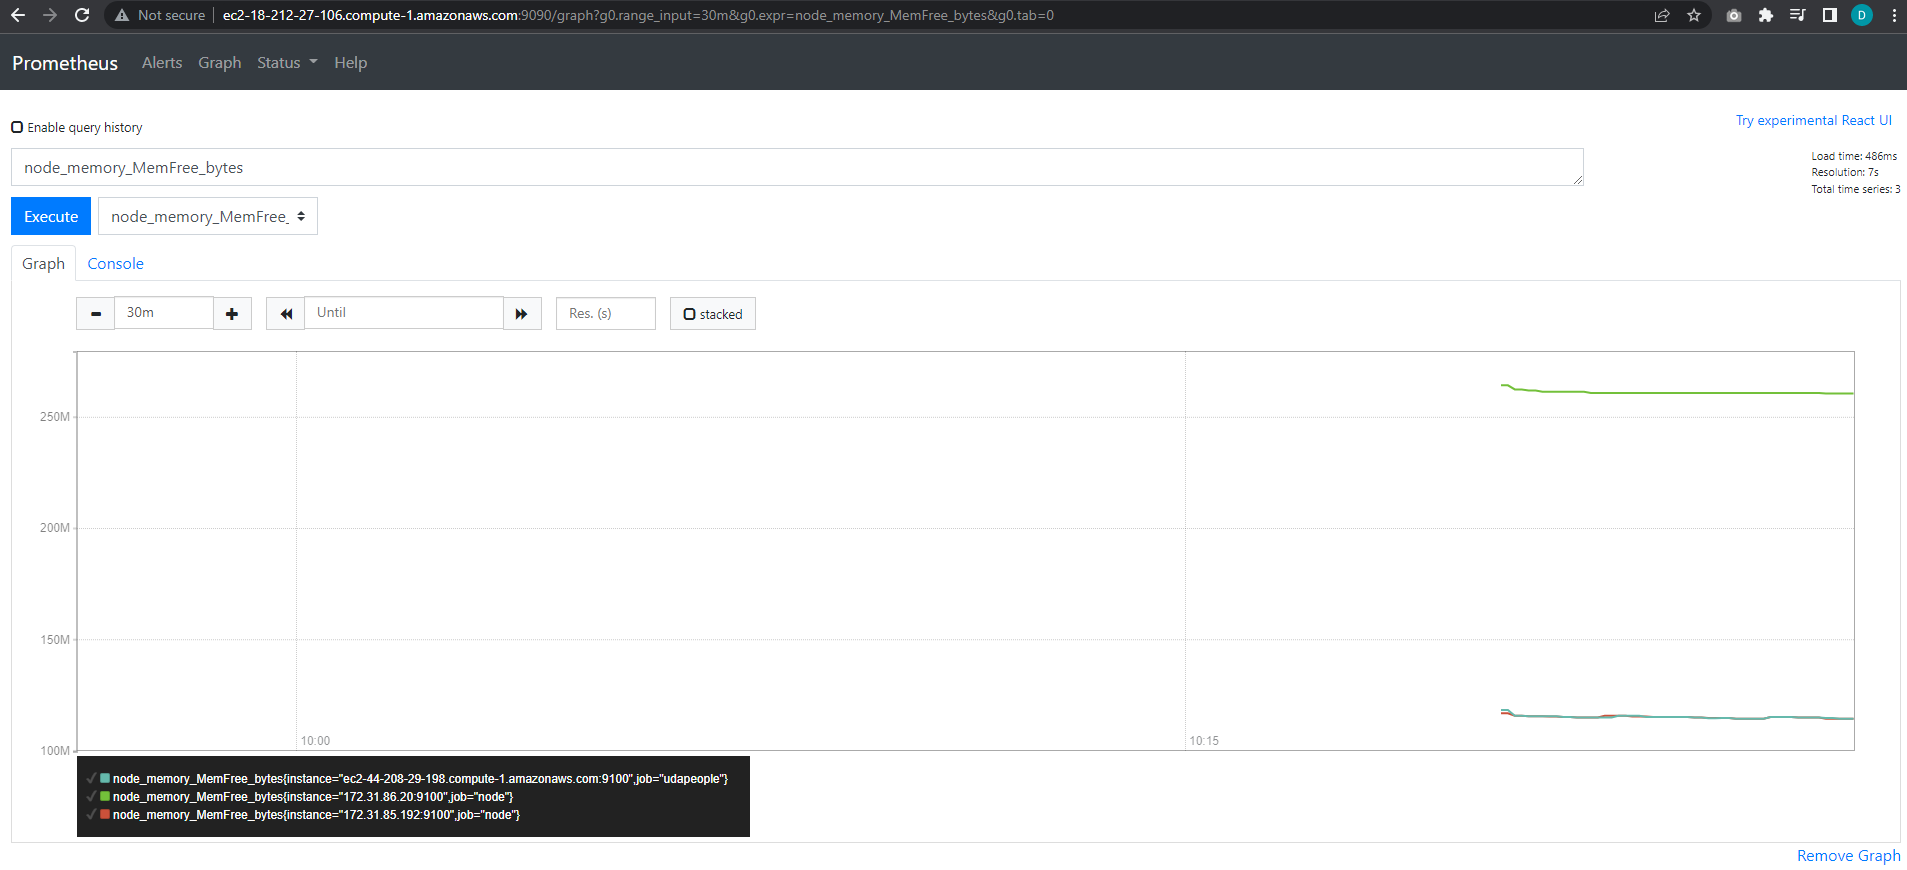 Not secure ec2-18-212-27-106.compute-1.amazonaws.com:9090/graph?g0.range_input=30m&g0.expr=node_memory_MemFree_bytes&g0.tab=0 D
Prometheus Alerts Graph Status Help
Enable query history Try experimental React UI
node_memory_MemFree_bytes
Load time: 486ms
Resolution: 7s
Total time series: 3
Execute node_memory_MemFree_
Graph Console
30m Until Res. (s) stacked
250M
200M
150M
100M
10:00 10:15
node_memory_MemFree_bytes{instance="ec2-44-208-29-198.compute-1.amazonaws.com:9100",job="udapeople"}
node_memory_MemFree_bytes{instance="172.31.86.20:9100",job="node"}
node_memory_MemFree_bytes{instance="172.31.85.192:9100",job="node"}
Remove Graph